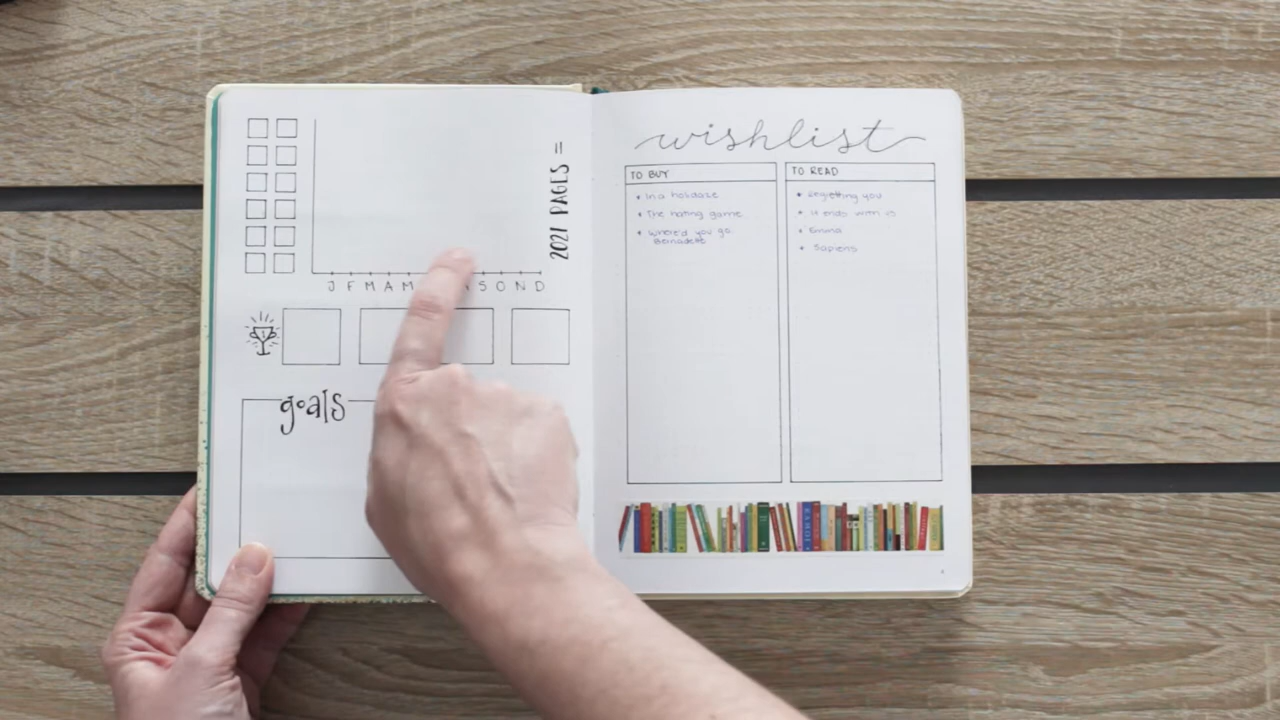 2021 PAGES =
J F M A M S O N D
1
goals
wishlist
TO BUY
• In a holidaze
• The hating game
• Where'd you go
Bernadette
TO READ
you
• It ends with us
• Emma
• Sapiens